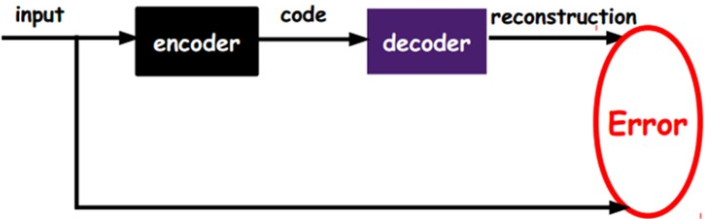 input
encoder
code
decoder
reconstruction
Error